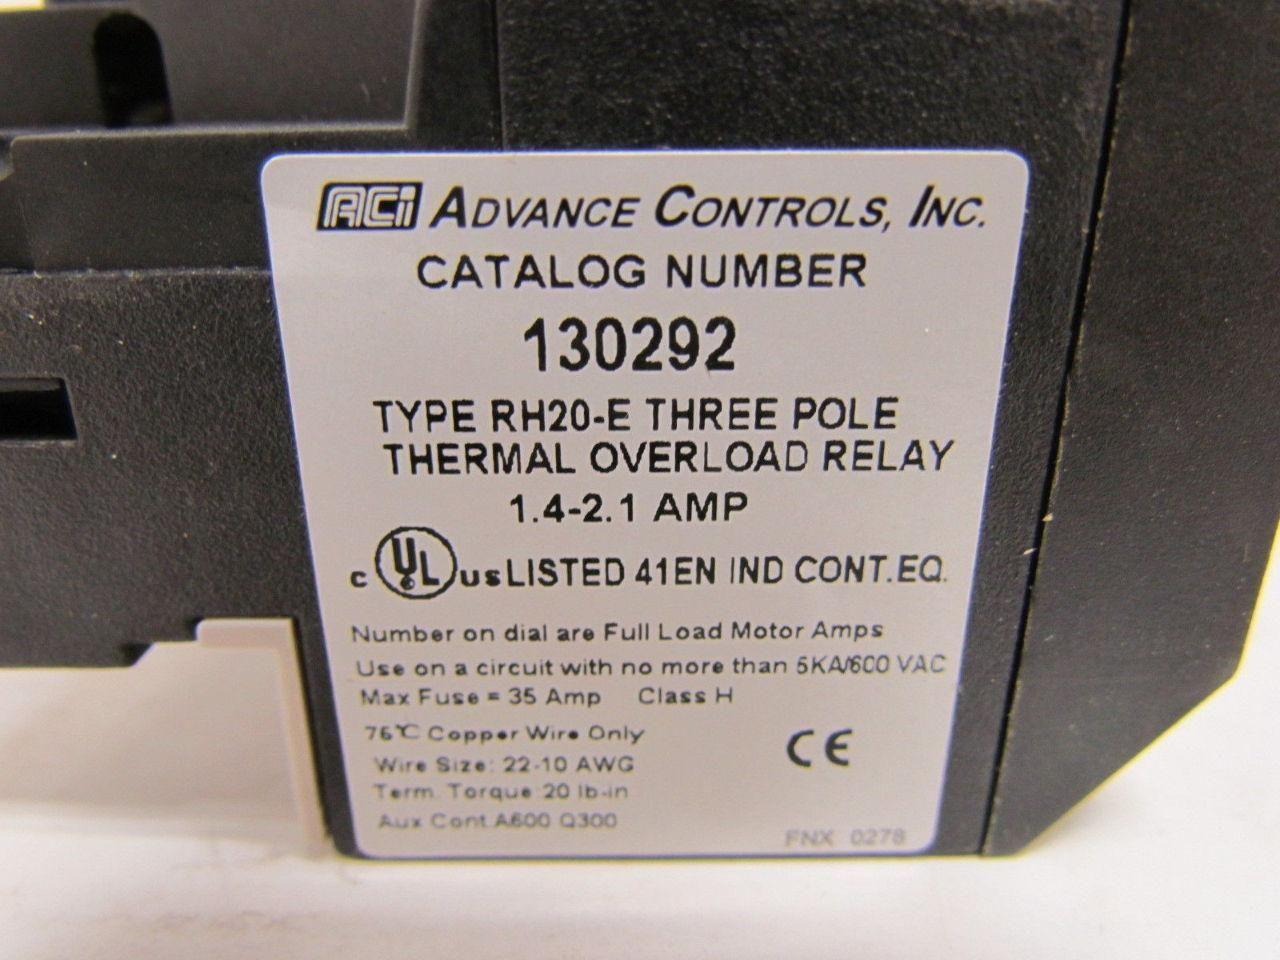 ACi ADVANCE CONTROLS, INC.
CATALOG NUMBER
130292
TYPE RH20-E THREE POLE
THERMAL OVERLOAD RELAY
1.4-2.1 AMP
c UL us LISTED 41EN IND CONT.EQ.
Number on dial are Full Load Motor Amps
Use on a circuit with no more than 5KA/600 VAC
Max Fuse = 35 Amp Class H
75℃ Copper Wire Only
Wire Size: 22-10 AWG
CE
Term. Torque:20 lb-in
Aux Cont.A600 Q300
FNX 0278